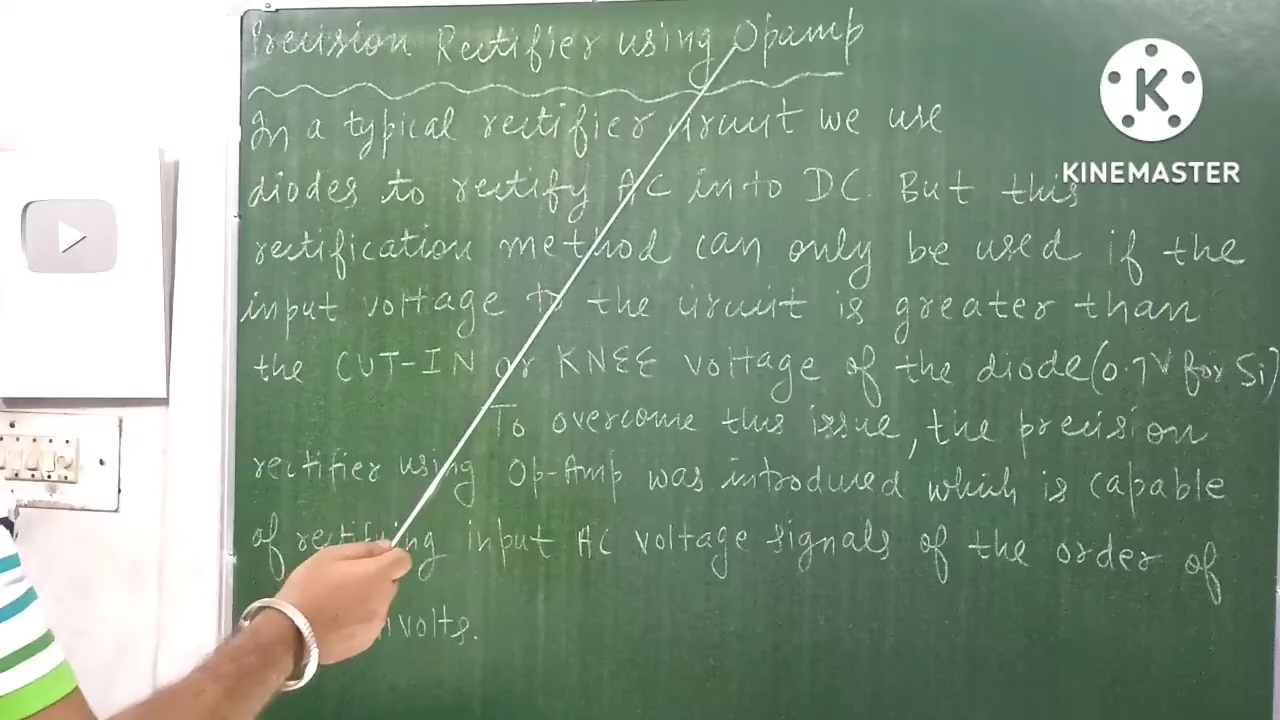 Precision Rectifier using Opamp
In a typical rectifier circuit we use
diodes to rectify AC into DC. But this
rectification method can only be used if the
input voltage to the circuit is greater than
the CUT-IN or KNEE voltage of the diode (0.7V for Si)
To overcome this issue, the precision
rectifier using Op-Amp was introduced which is capable
of rectifying input AC voltage signals of the order of
K
KINEMASTER